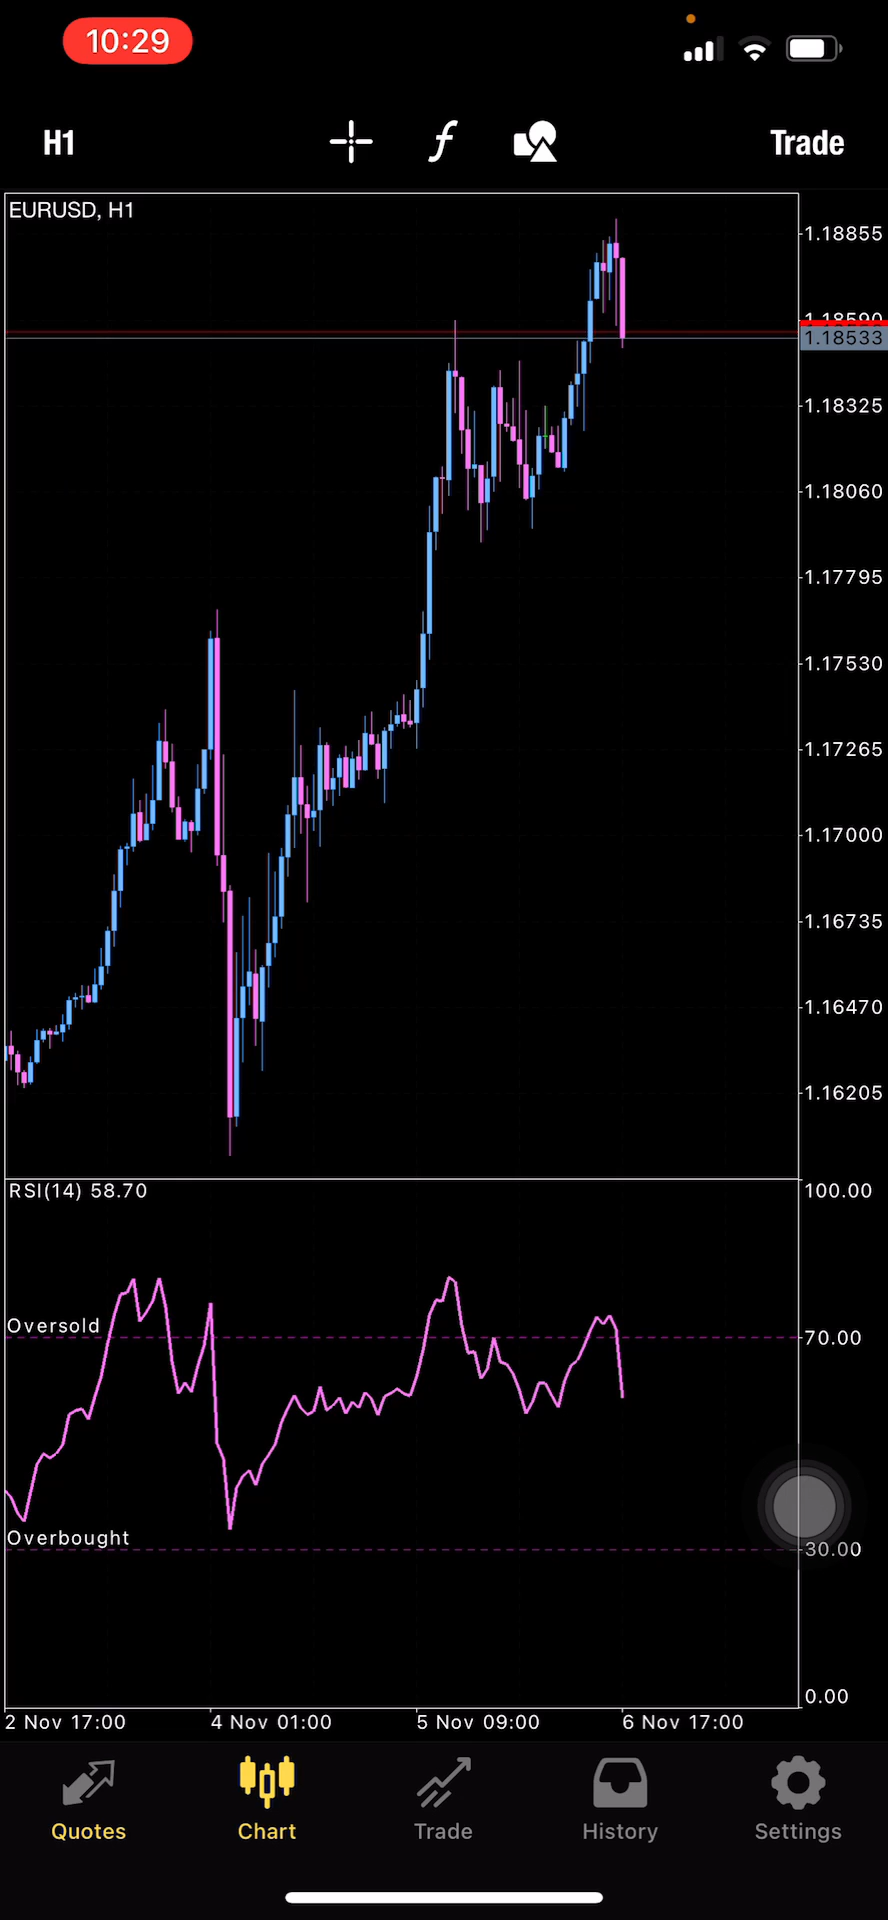 10:29
H1
f
Trade
EURUSD, H1
1.18855
1.18533
1.18325
1.18060
1.17795
1.17530
1.17265
1.17000
1.16735
1.16470
1.16205
RSI(14) 58.70
100.00
Oversold
70.00
Overbought
30.00
0.00
2 Nov 17:00 4 Nov 01:00 5 Nov 09:00 6 Nov 17:00
Quotes Chart Trade History Settings